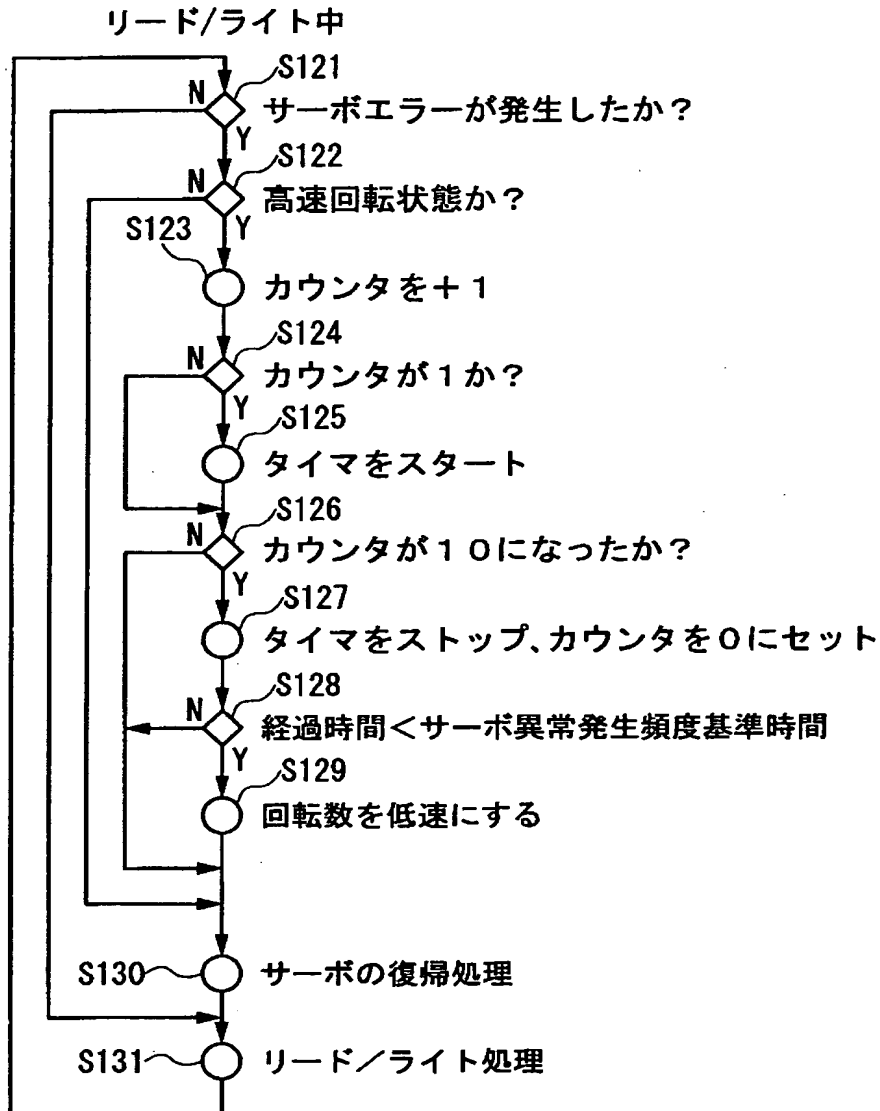 リード/ライト中
S121
N
サーボエラーが発生したか?
Y
S122
N
高速回転状態か?
Y
S123
カウンタを+1
S124
N
カウンタが1か?
Y
S125
タイマをスタート
S126
N
カウンタが10になったか?
Y
S127
タイマをストップ、カウンタを0にセット
S128
N
経過時間<サーボ異常発生頻度基準時間
Y
S129
回転数を低速にする
S130 サーボの復帰処理
S131 リード/ライト処理